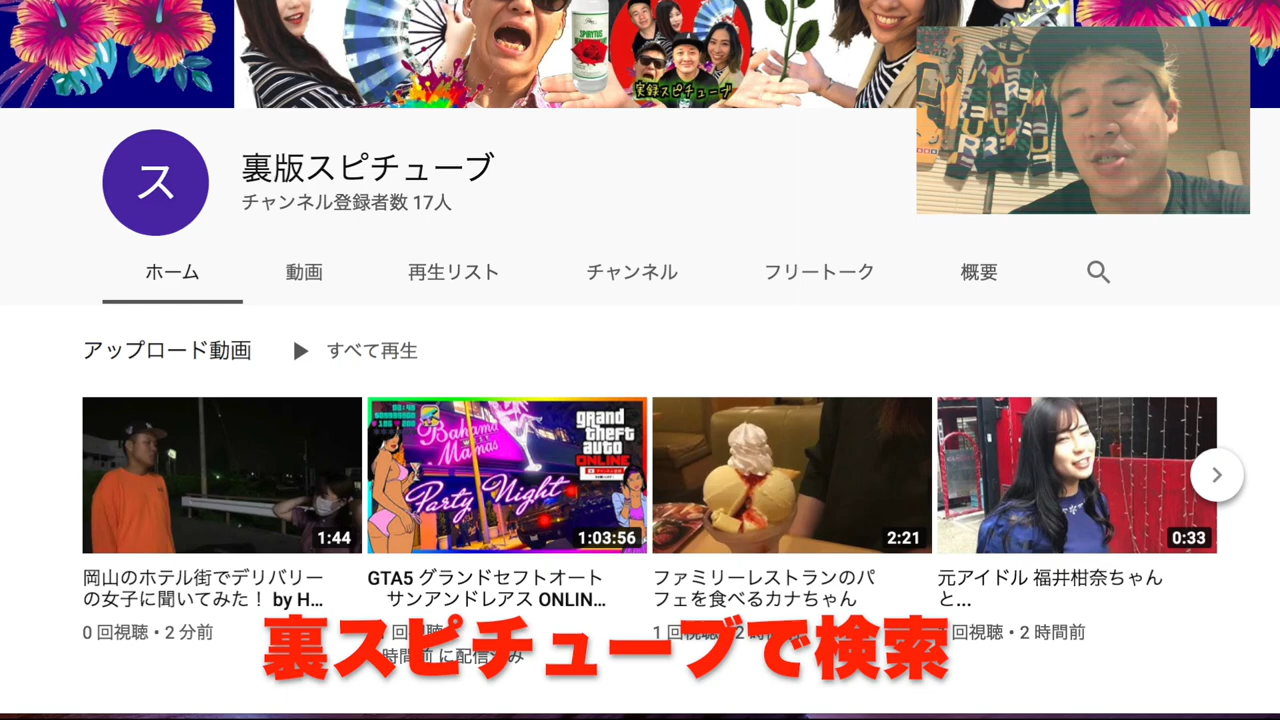 SPIRYTUS
実録スピチューブ
ス
裏版スピチューブ
チャンネル登録者数 17人
ホーム
動画
再生リスト
チャンネル
フリートーク
概要
アップロード動画
すべて再生
1:44
Bahama
Mamas
Party Night
grand
theft
auto
ONLINE
1:03:56
2:21
0:33
岡山のホテル街でデリバリー
の女子に聞いてみた！ by H...
0 回視聴・2 分前
GTA5 グランドセフトオート
サンアンドレアス ONLIN...
ファミリーレストランのパ
フェを食べるカナちゃん
元アイドル 福井柑奈ちゃん
と...
回視聴・2 時間前
裏スピチューブで検索